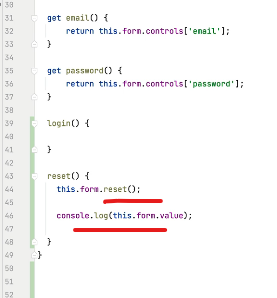 30
31 get email() {
32 return this.form.controls['email'];
33 }
34
35 get password() {
36 return this.form.controls['password'];
37 }
38
39 login() {
40
41 }
42
43 reset() {
44 this.form.reset();
45
46 console.log(this.form.value);
47
48 }
49 }
50
51
52